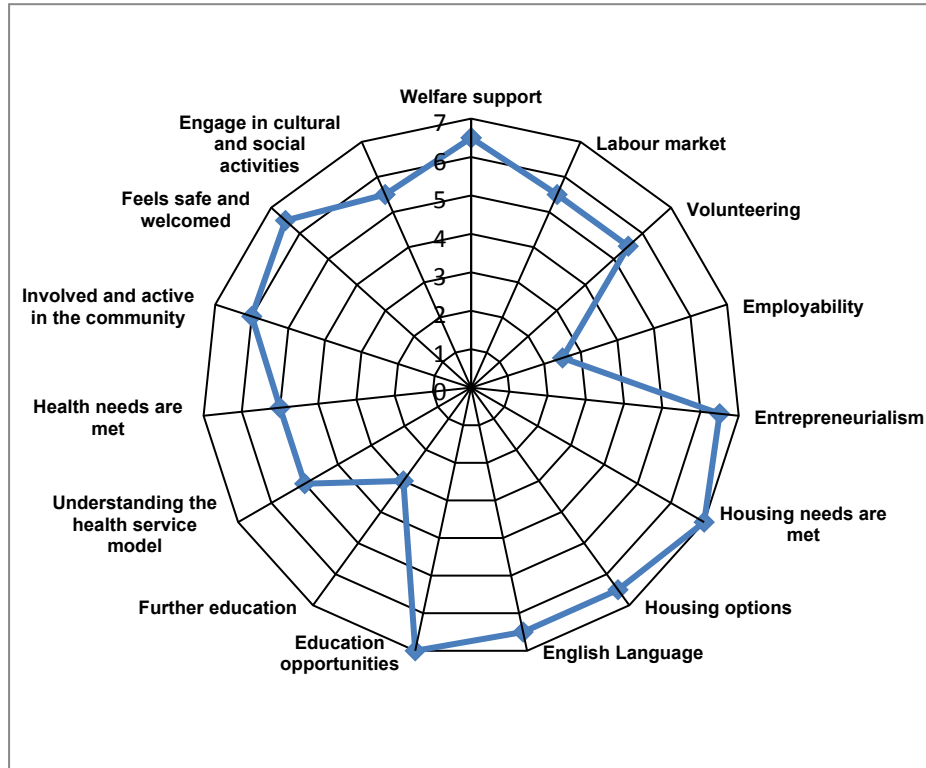 Welfare support
Labour market
Volunteering
Employability
Entrepreneurialism
Housing needs are
met
Housing options
English Language
Education
opportunities
Further education
Understanding the
health service
model
Health needs are
met
Involved and active
in the community
Feels safe and
welcomed
Engage in cultural
and social
activities
7
6
5
4
3
2
1
0